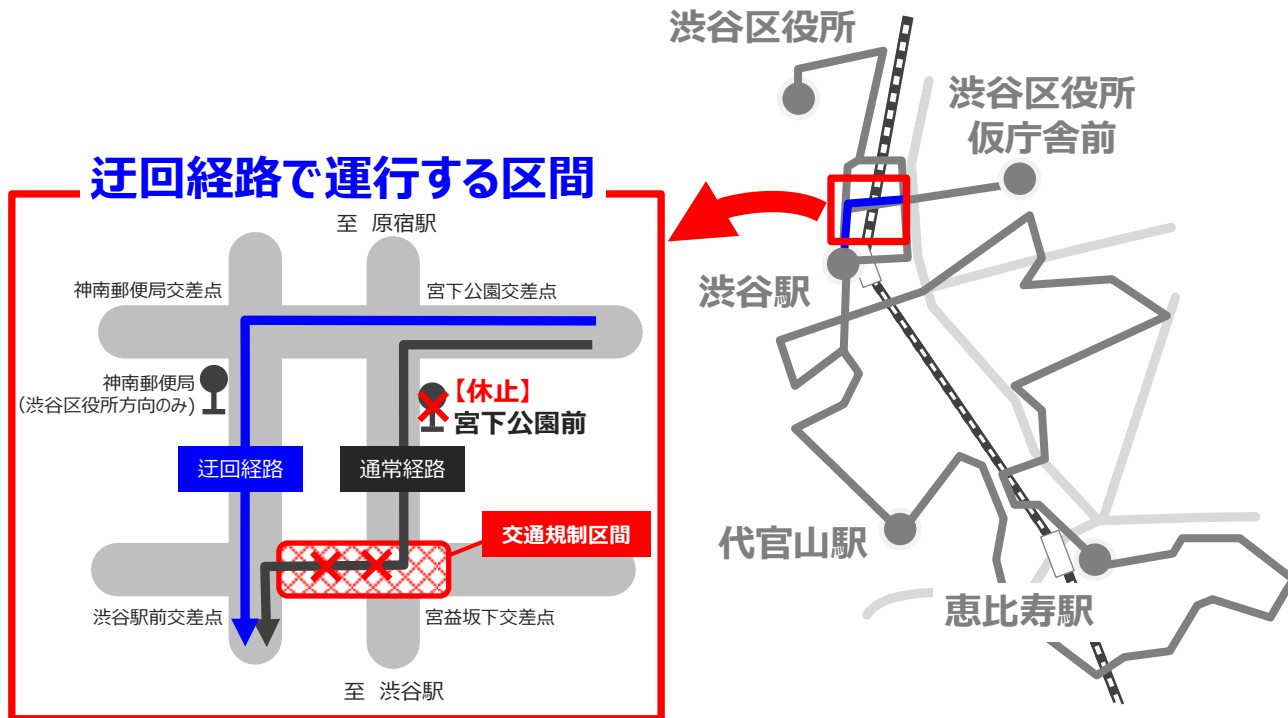 渋谷区役所
渋谷区役所
仮庁舎前
渋谷駅
代官山駅
恵比寿駅
迂回経路で運行する区間
至 原宿駅
神南郵便局交差点
宮下公園交差点
神南郵便局
(渋谷区役所方向のみ)
【休止】
宮下公園前
迂回経路
通常経路
交通規制区間
渋谷駅前交差点
宮益坂下交差点
至 渋谷駅